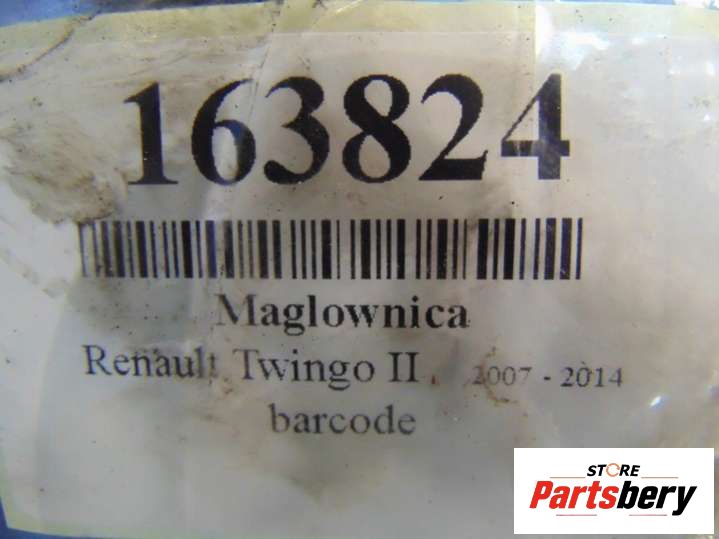 163824
Maglownica
Renault Twingo II . 2007 - 2014
barcode
STORE
Partsbery